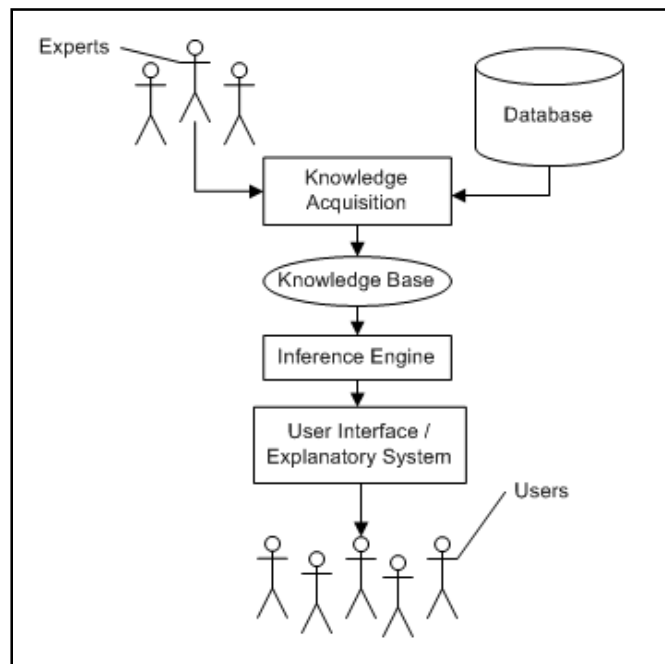 Experts
Database
Knowledge
Acquisition
Knowledge Base
Inference Engine
User Interface /
Explanatory System
Users